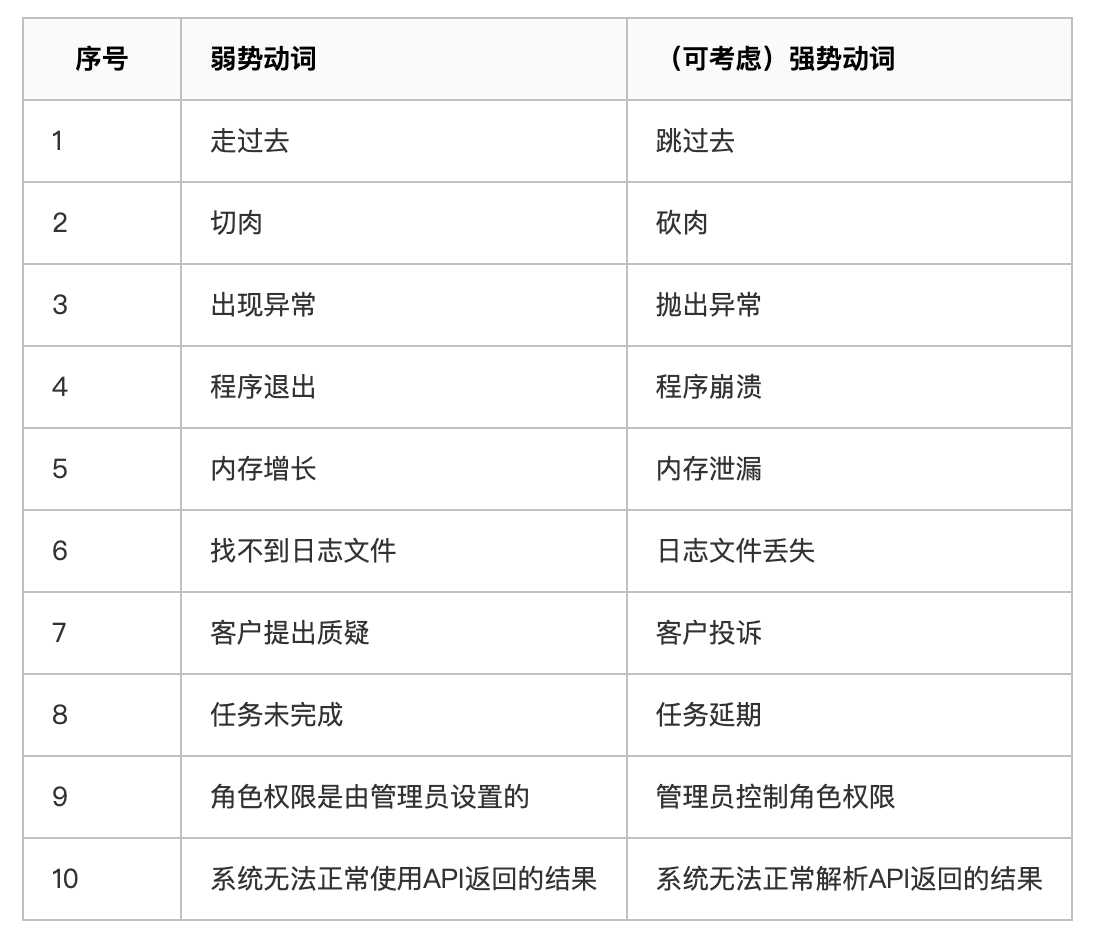 序号 弱势动词 （可考虑）强势动词
1 走过去 跳过去
2 切肉 砍肉
3 出现异常 抛出异常
4 程序退出 程序崩溃
5 内存增长 内存泄漏
6 找不到日志文件 日志文件丢失
7 客户提出质疑 客户投诉
8 任务未完成 任务延期
9 角色权限是由管理员设置的 管理员控制角色权限
10 系统无法正常使用API返回的结果 系统无法正常解析API返回的结果